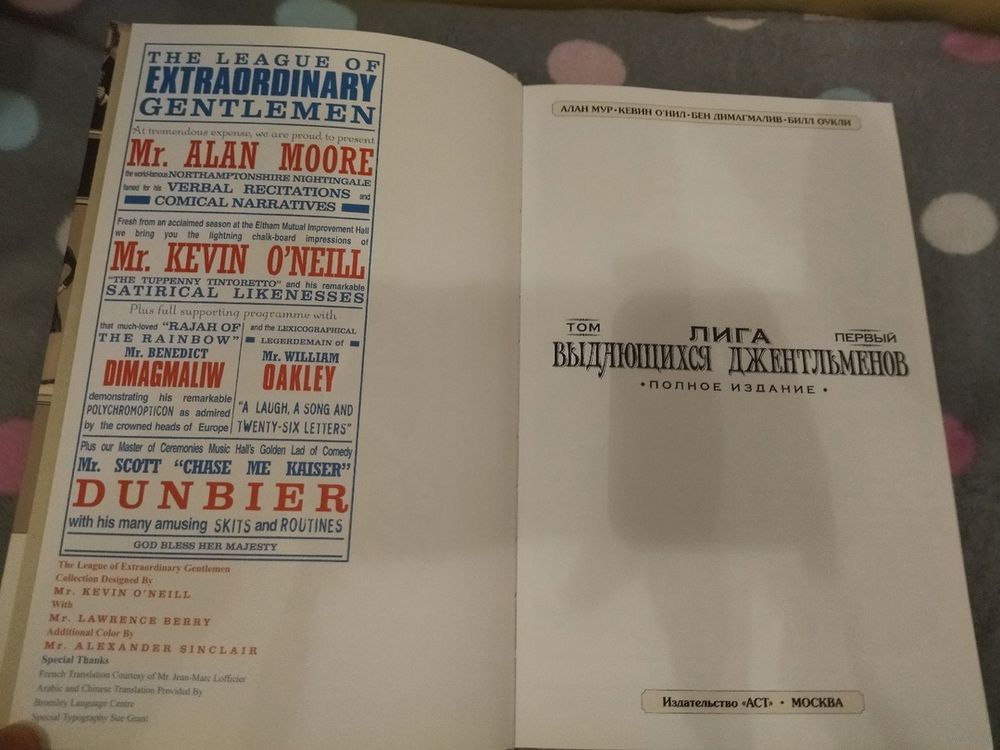 THE LEAGUE OF
EXTRAORDINARY
GENTLEMEN
At tremendous expense, we are proud to present
Mr. ALAN MOORE
the world-famous NORTHAMPTONSHIRE NIGHTINGALE
famed for his VERBAL RECITATIONS and
COMICAL NARRATIVES
Fresh from an acclaimed season at the Eltham Mutual Improvement Hall
we bring you the lightning chalk-board impressions of
Mr. KEVIN O'NEILL
"THE TUPPENNY TINTORETTO" and his remarkable
SATIRICAL LIKENESSES
Plus full supporting programme with
that much-loved "RAJAH OF
THE RAINBOW"
Mr. BENEDICT
DIMAGMALIW
demonstrating his remarkable
POLYCHROMOPTICON as admired
by the crowned heads of Europe
and the LEXICOGRAPHICAL
LEGERDEMAIN of
Mr. WILLIAM
OAKLEY
"A LAUGH, A SONG AND
TWENTY-SIX LETTERS"
Plus our Master of Ceremonies Music Hall's Golden Lad of Comedy
Mr. SCOTT "CHASE ME KAISER"
DUNBIER
with his many amusing SKITS and ROUTINES
GOD BLESS HER MAJESTY
The League of Extraordinary Gentlemen
Collection Designed By
Mr. KEVIN O'NEILL
With
Mr. LAWRENCE BERRY
Additional Color By
Mr. ALEXANDER SINCLAIR
Special Thanks
French Translation Courtesy of Mr. Jean-Marc Lofficier
Arabic and Chinese Translation Provided By
Bromley Language Centre
Special Typography Sue Grant
АЛАН МУР • КЕВИН О'НИЛ • БЕН ДИМАГМАЛИВ • БИЛЛ ОУКЛИ
ТОМ ЛИГА ПЕРВЫЙ
ВЫДАЮЩИХСЯ ДЖЕНТЛЬМЕНОВ
• ПОЛНОЕ ИЗДАНИЕ •
Издательство «АСТ» • МОСКВА